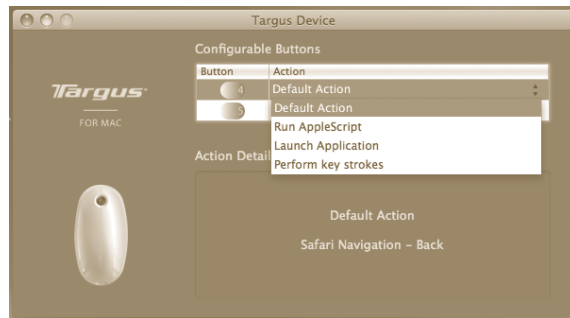 Targus Device
Configurable Buttons
Button Action
4 Default Action
5 Default Action
Run AppleScript
Launch Application
Perform key strokes
Targus
FOR MAC
Action Detail
Default Action
Safari Navigation – Back